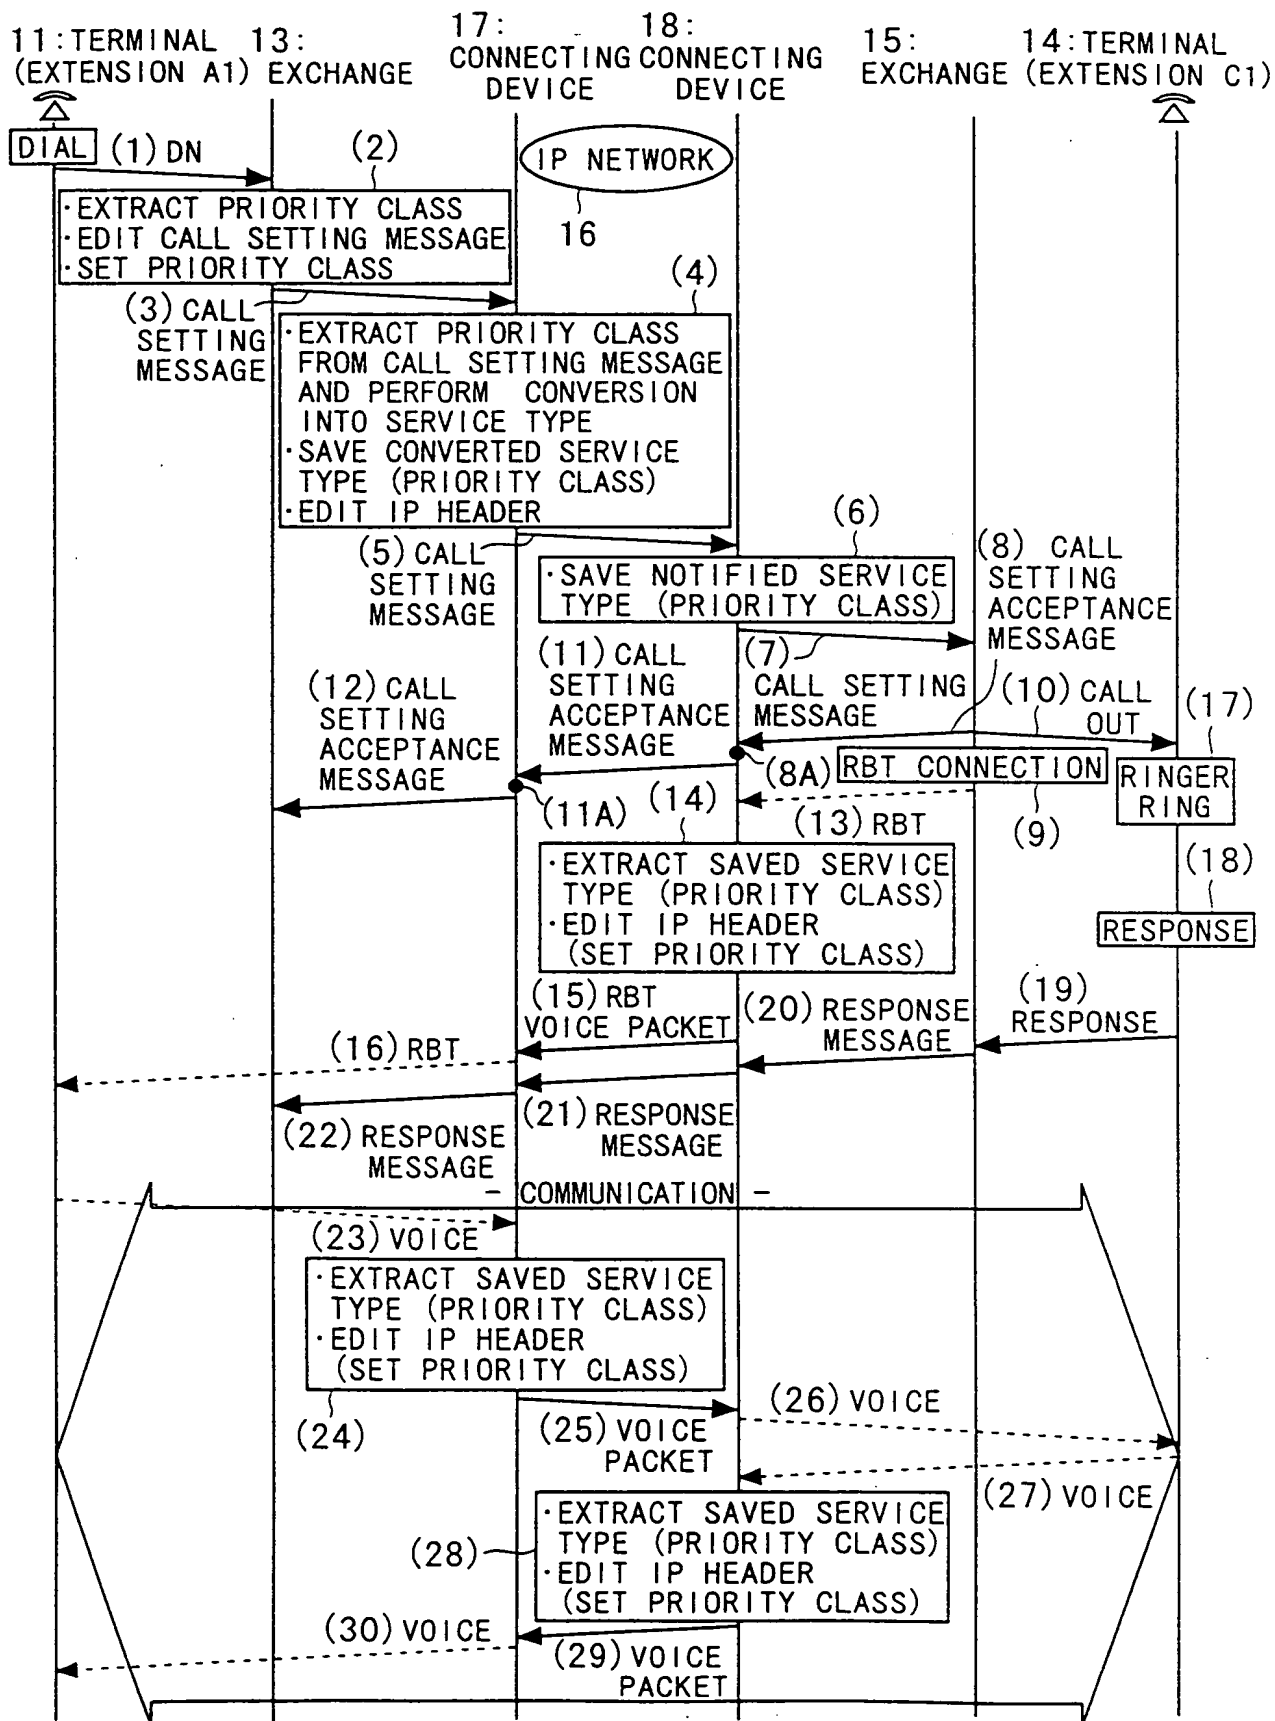 11:TERMINAL
(EXTENSION A1)
13:
EXCHANGE
17:
CONNECTING
DEVICE
18:
CONNECTING
DEVICE
15:
EXCHANGE
14:TERMINAL
(EXTENSION C1)
DIAL
(1) DN
(2)
IP NETWORK
16
·EXTRACT PRIORITY CLASS
·EDIT CALL SETTING MESSAGE
·SET PRIORITY CLASS
(3) CALL
SETTING
MESSAGE
(4)
·EXTRACT PRIORITY CLASS
FROM CALL SETTING MESSAGE
AND PERFORM CONVERSION
INTO SERVICE TYPE
·SAVE CONVERTED SERVICE
TYPE (PRIORITY CLASS)
·EDIT IP HEADER
(5) CALL
SETTING
MESSAGE
(6)
·SAVE NOTIFIED SERVICE
TYPE (PRIORITY CLASS)
(7)
CALL SETTING
MESSAGE
(8) CALL
SETTING
ACCEPTANCE
MESSAGE
(8A)
RBT CONNECTION
(9)
(10) CALL
OUT
(11) CALL
SETTING
ACCEPTANCE
MESSAGE
(11A)
(12) CALL
SETTING
ACCEPTANCE
MESSAGE
(13) RBT
(14)
·EXTRACT SAVED SERVICE
TYPE (PRIORITY CLASS)
·EDIT IP HEADER
(SET PRIORITY CLASS)
(15) RBT
VOICE PACKET
(16) RBT
(17)
RINGER
RING
(18)
RESPONSE
(19)
RESPONSE
(20) RESPONSE
MESSAGE
(21) RESPONSE
MESSAGE
(22) RESPONSE
MESSAGE
- COMMUNICATION -
(23) VOICE
·EXTRACT SAVED SERVICE
TYPE (PRIORITY CLASS)
·EDIT IP HEADER
(SET PRIORITY CLASS)
(24)
(25) VOICE
PACKET
(26) VOICE
(27) VOICE
(28)
·EXTRACT SAVED SERVICE
TYPE (PRIORITY CLASS)
·EDIT IP HEADER
(SET PRIORITY CLASS)
(29) VOICE
PACKET
(30) VOICE